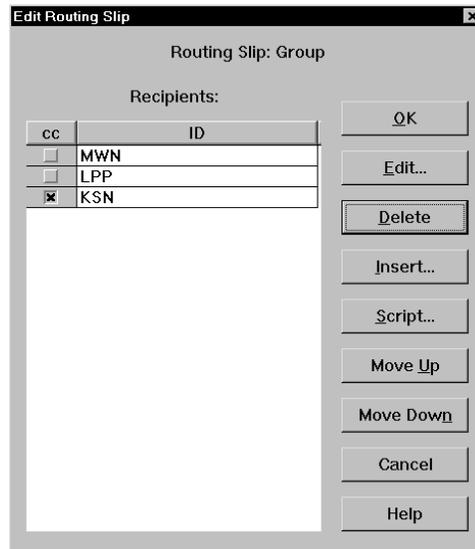 Edit Routing Slip
Routing Slip: Group
Recipients:
cc ID
MWN
LPP
KSN
OK
Edit...
Delete
Insert...
Script...
Move Up
Move Down
Cancel
Help